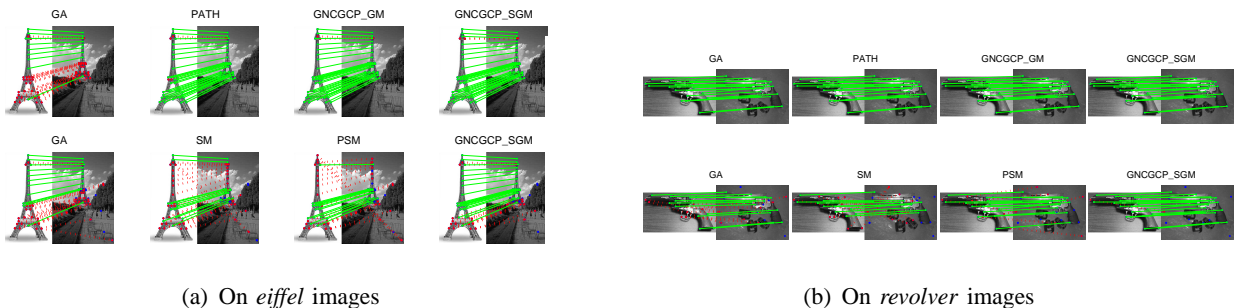 GA PATH GNCGCP_GM GNCGCP_SGM
GA SM PSM GNCGCP_SGM
(a) On eiffel images
GA PATH GNCGCP_GM GNCGCP_SGM
GA SM PSM GNCGCP_SGM
(b) On revolver images